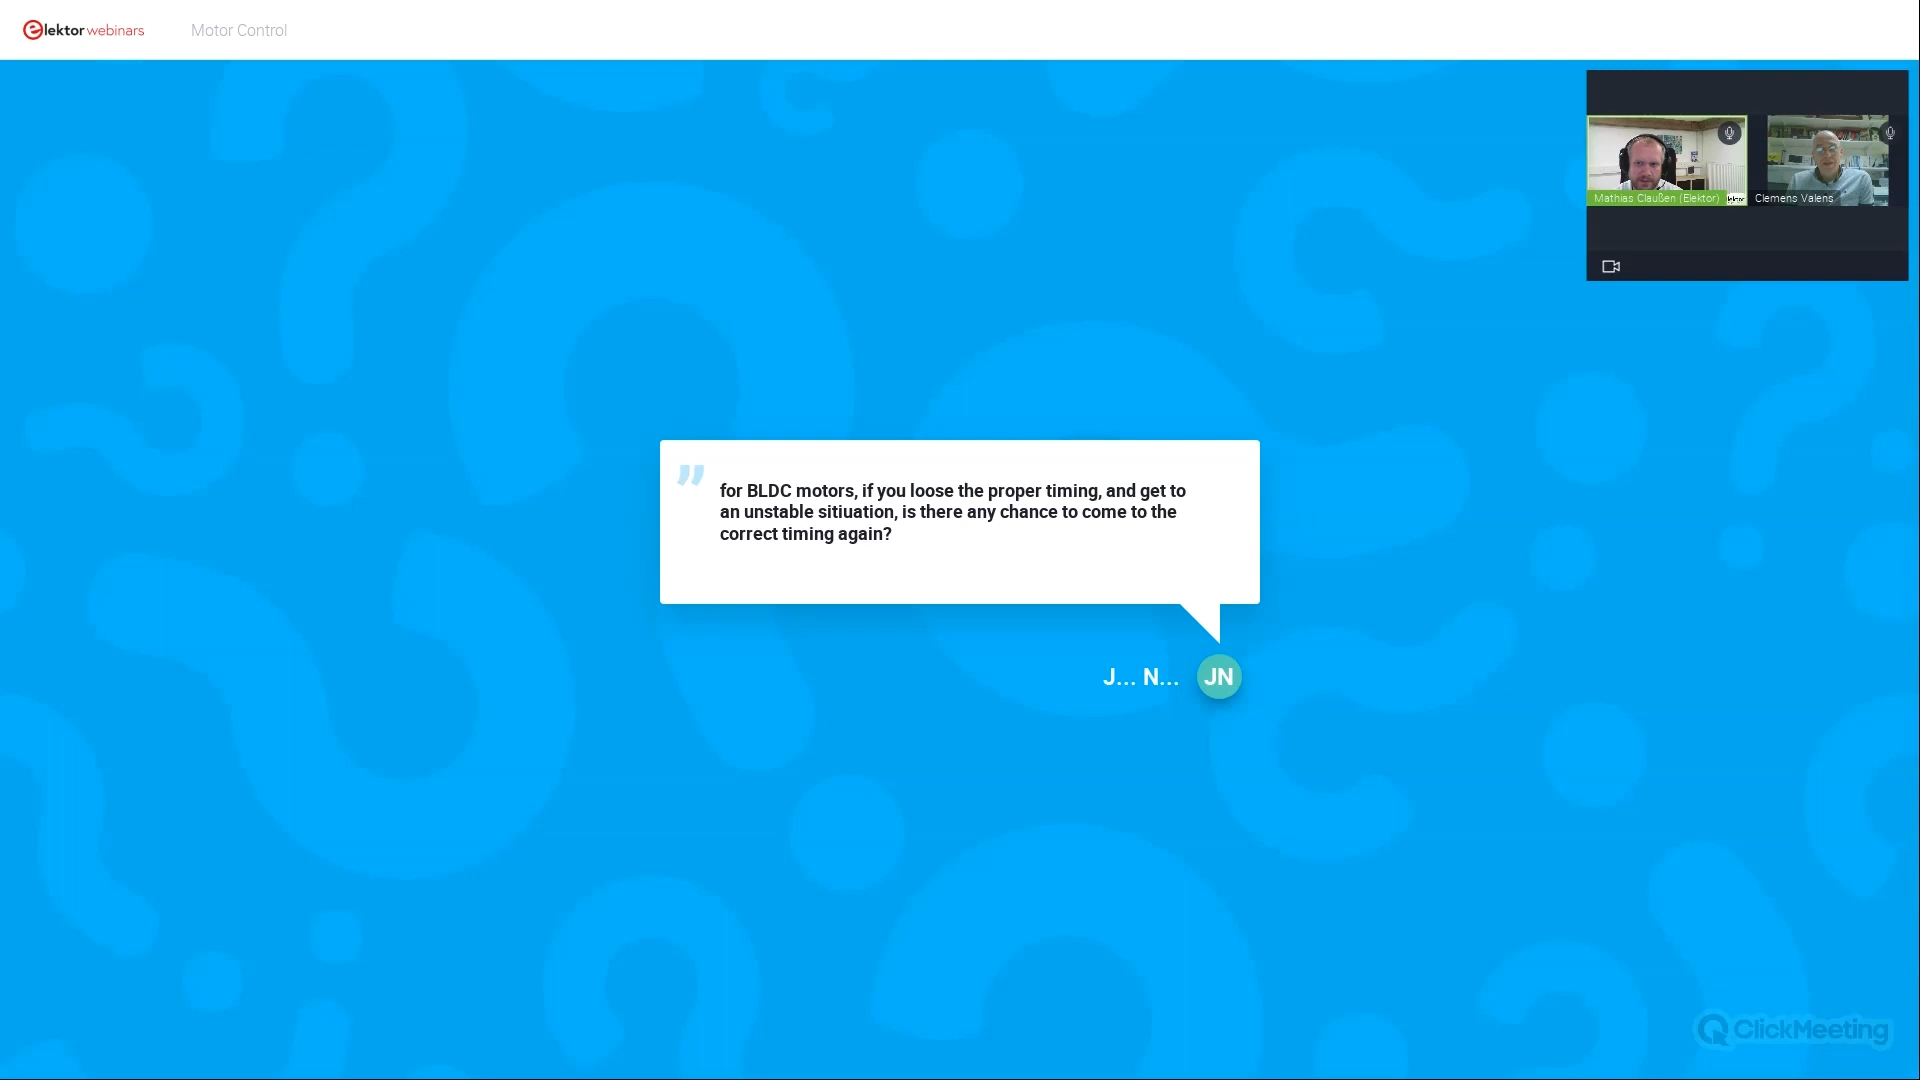 elektor webinars
Motor Control
Mathias Claußen (Elektor)
Clemens Valens
for BLDC motors, if you loose the proper timing, and get to
an unstable sitiuation, is there any chance to come to the
correct timing again?
J... N...
JN
ClickMeeting